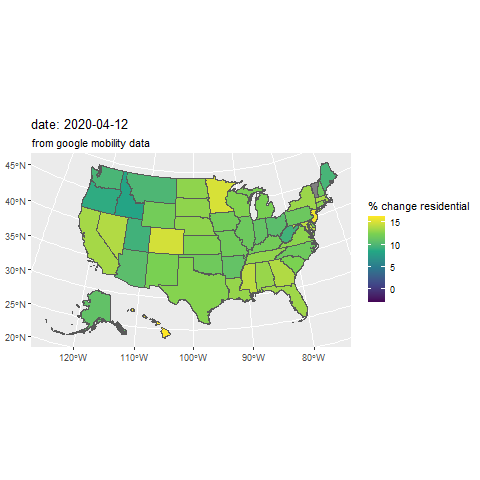 date: 2020-04-12
from google mobility data
45°N
40°N
35°N
30°N
25°N
20°N
120°W
110°W
100°W
90°W
80°W
% change residential
15
10
5
0